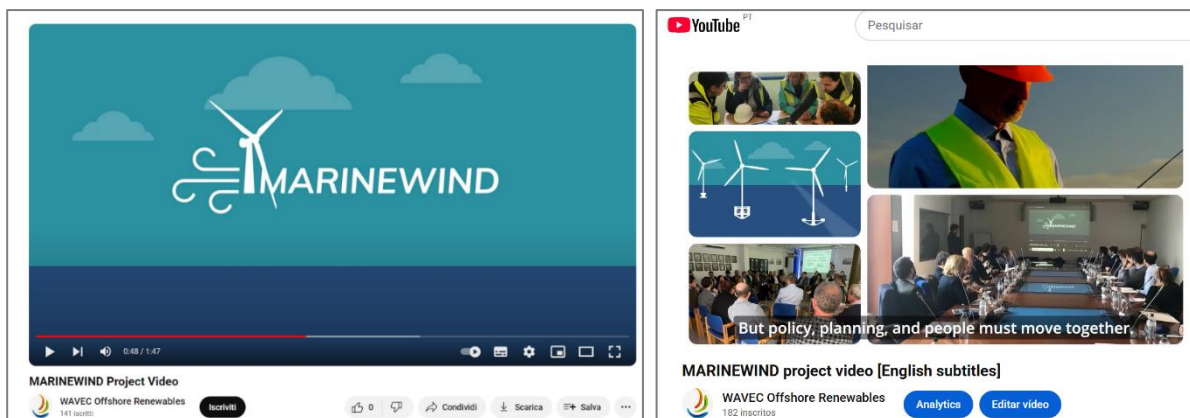 MARINEWIND
0:48 / 1:47
MARINEWIND Project Video
WAVEC Offshore Renewables
141 iscritti
Iscriviti
0
Condividi
Scarica
Salva
YouTube PT
Pesquisar
But policy, planning, and people must move together.
MARINEWIND project video [English subtitles]
WAVEC Offshore Renewables
182 inscritos
Analytics
Editar vídeo